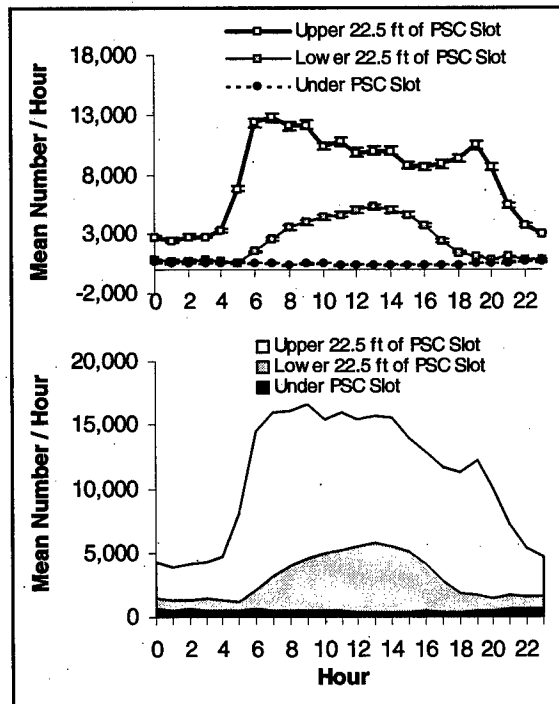 Upper 22.5 ft of PSC Slot
Lower 22.5 ft of PSC Slot
Under PSC Slot
18,000
13,000
8,000
3,000
-2,000
Mean Number / Hour
0 2 4 6 8 10 12 14 16 18 20 22
Upper 22.5 ft of PSC Slot
Lower 22.5 ft of PSC Slot
Under PSC Slot
20,000
15,000
10,000
5,000
0
Mean Number / Hour
0 2 4 6 8 10 12 14 16 18 20 22
Hour